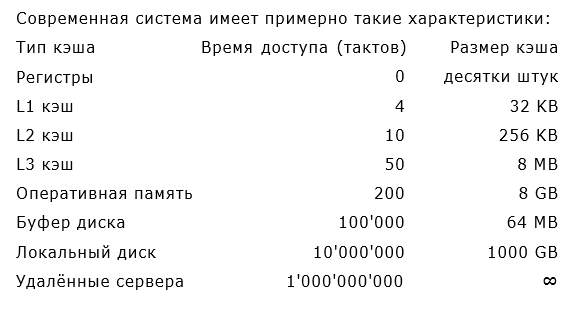 Современная система имеет примерно такие характеристики:
Тип кэша Время доступа (тактов) Размер кэша
Регистры 0 десятки штук
L1 кэш 4 32 KB
L2 кэш 10 256 KB
L3 кэш 50 8 MB
Оперативная память 200 8 GB
Буфер диска 100'000 64 MB
Локальный диск 10'000'000 1000 GB
Удалённые сервера 1'000'000'000 ∞